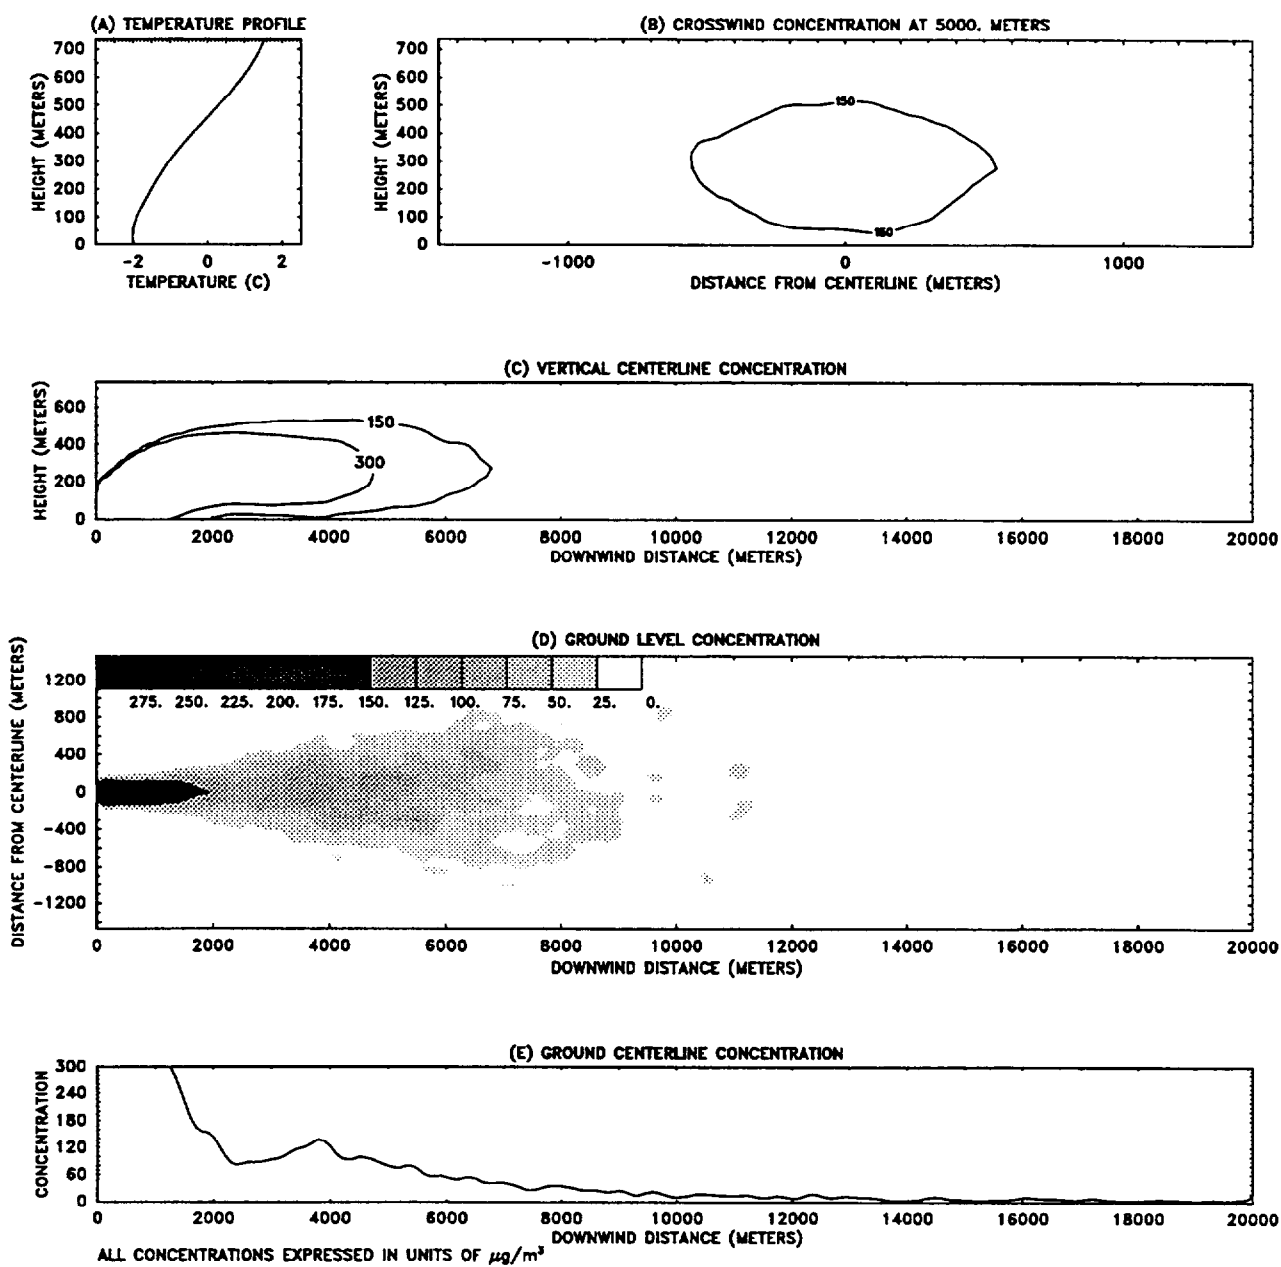 (A) TEMPERATURE PROFILE
700
600
500
400
300
200
100
0
HEIGHT (METERS)
-2 0 2
TEMPERATURE (C)
(B) CROSSWIND CONCENTRATION AT 5000. METERS
700
600
500
400
300
200
100
0
HEIGHT (METERS)
150
150
-1000 0 1000
DISTANCE FROM CENTERLINE (METERS)
(C) VERTICAL CENTERLINE CONCENTRATION
600
400
200
0
HEIGHT (METERS)
150
300
0 2000 4000 6000 8000 10000 12000 14000 16000 18000 20000
DOWNWIND DISTANCE (METERS)
(D) GROUND LEVEL CONCENTRATION
1200
800
400
0
-400
-800
-1200
DISTANCE FROM CENTERLINE (METERS)
275. 250. 225. 200. 175. 150. 125. 100. 75. 50. 25. 0.
0 2000 4000 6000 8000 10000 12000 14000 16000 18000 20000
DOWNWIND DISTANCE (METERS)
(E) GROUND CENTERLINE CONCENTRATION
300
240
180
120
60
0
CONCENTRATION
0 2000 4000 6000 8000 10000 12000 14000 16000 18000 20000
DOWNWIND DISTANCE (METERS)
ALL CONCENTRATIONS EXPRESSED IN UNITS OF μg/m³